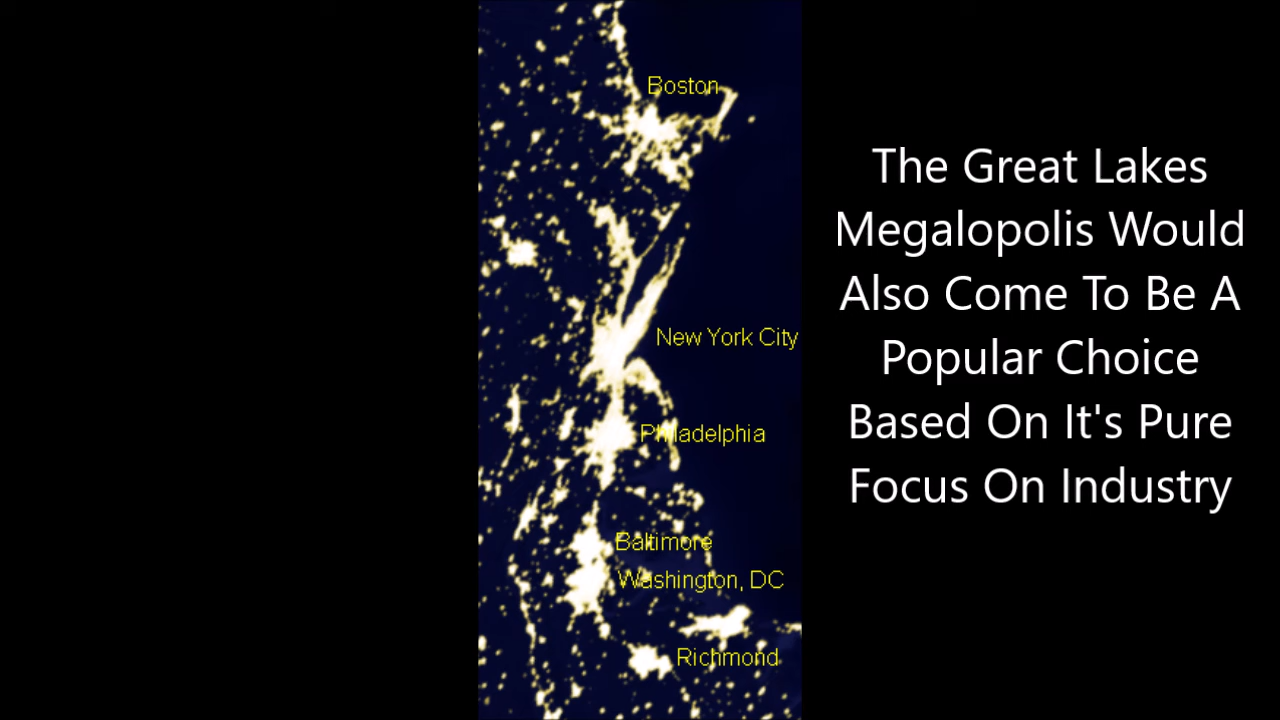 Boston
New York City
Philadelphia
Baltimore
Washington, DC
Richmond
The Great Lakes
Megalopolis Would
Also Come To Be A
Popular Choice
Based On It's Pure
Focus On Industry